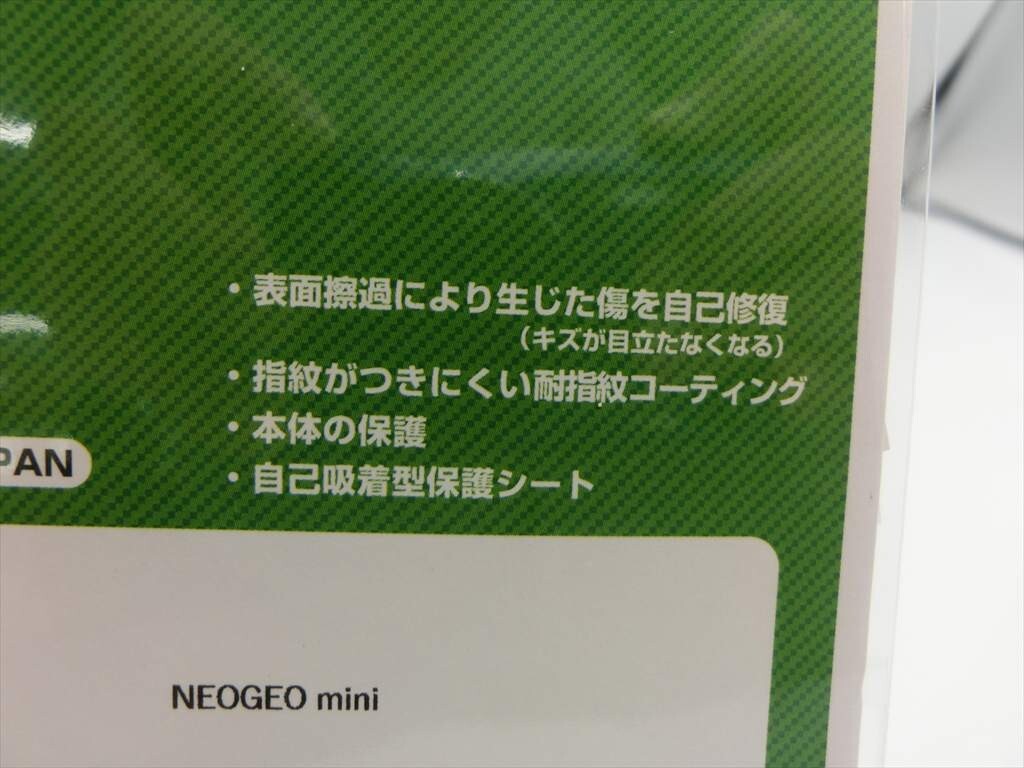 ・表面擦過により生じた傷を自己修復
（キズが目立たなくなる）
・指紋がつきにくい耐指紋コーティング
・本体の保護
・自己吸着型保護シート
PAN
NEOGEO mini